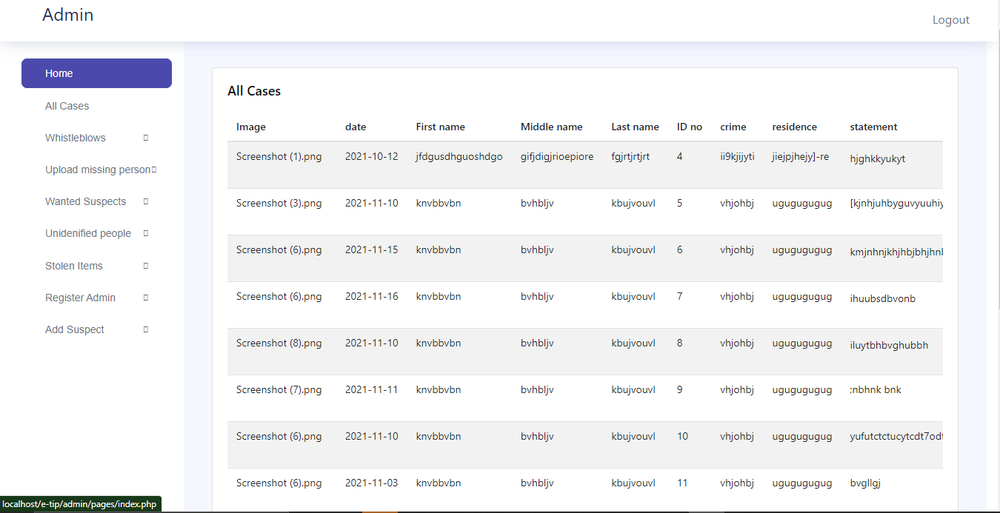 Admin
Logout
Home
All Cases
Whistleblows
Upload missing person
Wanted Suspects
Unidenified people
Stolen Items
Register Admin
Add Suspect
All Cases
Image date First name Middle name Last name ID no crime residence statement
Screenshot (1).png 2021-10-12 jfdgusdhguoshdgo gifjdigjrioepiore fgjrtjrtjrt 4 ii9kjijyti jiejpjhejy]-re hjghkkyukyt
Screenshot (3).png 2021-11-10 knvbbvbn bvhbljv kbujvouvl 5 vhjohbj ugugugugug [kjnhjuhbyguvyuuhiy
Screenshot (6).png 2021-11-15 knvbbvbn bvhbljv kbujvouvl 6 vhjohbj ugugugugug kmjnhnjkhjhbjbhjhnb
Screenshot (6).png 2021-11-16 knvbbvbn bvhbljv kbujvouvl 7 vhjohbj ugugugugug ihuubsdbvonb
Screenshot (8).png 2021-11-10 knvbbvbn bvhbljv kbujvouvl 8 vhjohbj ugugugugug iluytbhbvghubbh
Screenshot (7).png 2021-11-11 knvbbvbn bvhbljv kbujvouvl 9 vhjohbj ugugugugug ;nbhnk bnk
Screenshot (6).png 2021-11-10 knvbbvbn bvhbljv kbujvouvl 10 vhjohbj ugugugugug yufutctctucytcdt7odt
Screenshot (6).png 2021-11-03 knvbbvbn bvhbljv kbujvouvl 11 vhjohbj ugugugugug bvgllgj
localhost/e-tip/admin/pages/index.php